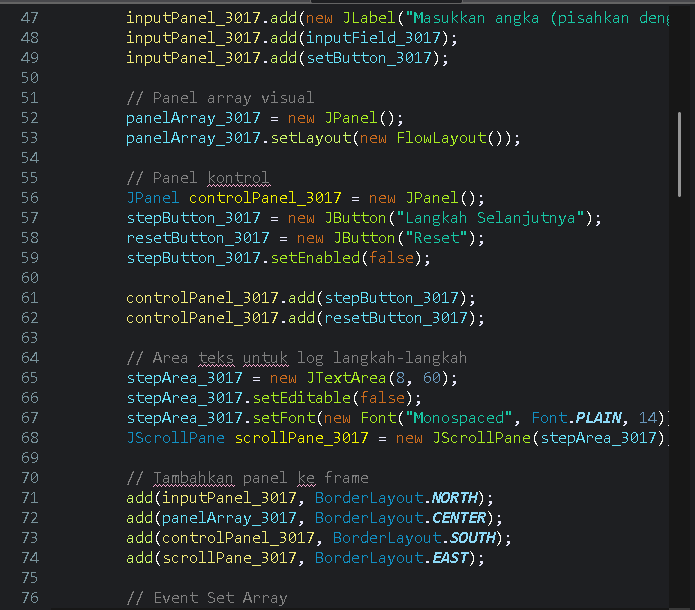 47 inputPanel_3017.add(new JLabel("Masukkan angka (pisahkan deng
48 inputPanel_3017.add(inputField_3017);
49 inputPanel_3017.add(setButton_3017);
50
51 // Panel array visual
52 panelArray_3017 = new JPanel();
53 panelArray_3017.setLayout(new FlowLayout());
54
55 // Panel kontrol
56 JPanel controlPanel_3017 = new JPanel();
57 stepButton_3017 = new JButton("Langkah Selanjutnya");
58 resetButton_3017 = new JButton("Reset");
59 stepButton_3017.setEnabled(false);
60
61 controlPanel_3017.add(stepButton_3017);
62 controlPanel_3017.add(resetButton_3017);
63
64 // Area teks untuk log langkah-langkah
65 stepArea_3017 = new JTextArea(8, 60);
66 stepArea_3017.setEditable(false);
67 stepArea_3017.setFont(new Font("Monospaced", Font.PLAIN, 14)
68 JScrollPane scrollPane_3017 = new JScrollPane(stepArea_3017)
69
70 // Tambahkan panel ke frame
71 add(inputPanel_3017, BorderLayout.NORTH);
72 add(panelArray_3017, BorderLayout.CENTER);
73 add(controlPanel_3017, BorderLayout.SOUTH);
74 add(scrollPane_3017, BorderLayout.EAST);
75
76 // Event Set Array